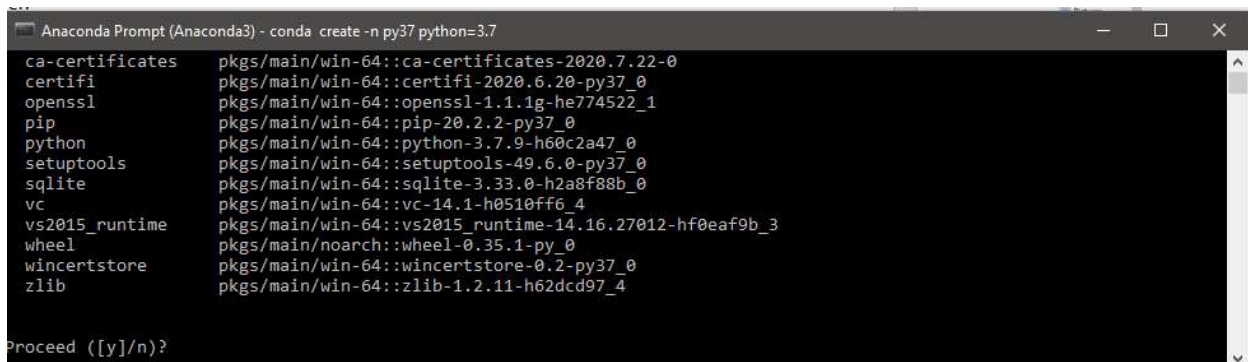 Anaconda Prompt (Anaconda3) - conda  create -n py37 python=3.7
ca-certificates    pkgs/main/win-64::ca-certificates-2020.7.22-0
certifi            pkgs/main/win-64::certifi-2020.6.20-py37_0
openssl            pkgs/main/win-64::openssl-1.1.1g-he774522_1
pip                pkgs/main/win-64::pip-20.2.2-py37_0
python             pkgs/main/win-64::python-3.7.9-h60c2a47_0
setuptools         pkgs/main/win-64::setuptools-49.6.0-py37_0
sqlite             pkgs/main/win-64::sqlite-3.33.0-h2a8f88b_0
vc                 pkgs/main/win-64::vc-14.1-h0510ff6_4
vs2015_runtime     pkgs/main/win-64::vs2015_runtime-14.16.27012-hf0eaf9b_3
wheel              pkgs/main/noarch::wheel-0.35.1-py_0
wincertstore       pkgs/main/win-64::wincertstore-0.2-py37_0
zlib               pkgs/main/win-64::zlib-1.2.11-h62dcd97_4
Proceed ([y]/n)?